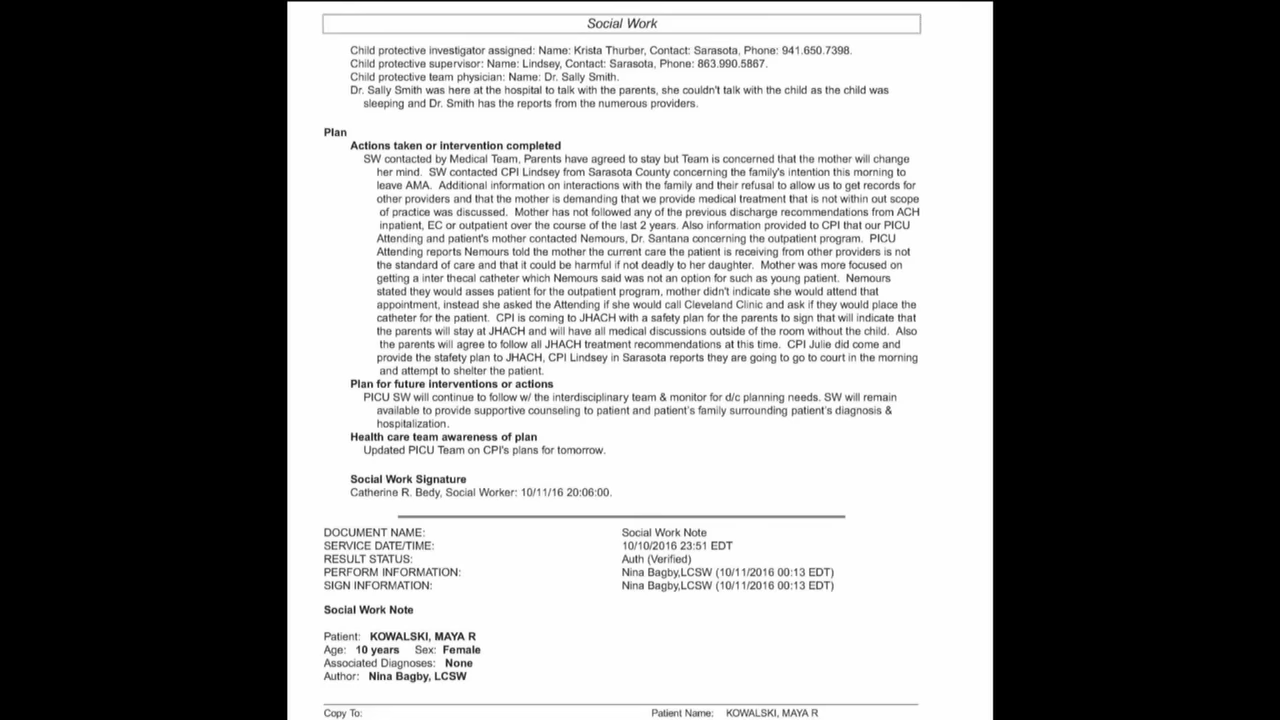 Social Work
Child protective investigator assigned: Name: Krista Thurber, Contact: Sarasota, Phone: 941.650.7398.
Child protective supervisor: Name: Lindsey, Contact: Sarasota, Phone: 863.990.5867.
Child protective team physician: Name: Dr. Sally Smith.
Dr. Sally Smith was here at the hospital to talk with the parents, she couldn't talk with the child as the child was
sleeping and Dr. Smith has the reports from the numerous providers.
Plan
Actions taken or intervention completed
SW contacted by Medical Team, Parents have agreed to stay but Team is concerned that the mother will change
her mind. SW contacted CPI Lindsey from Sarasota County concerning the family's intention this morning to
leave AMA. Additional information on interactions with the family and their refusal to allow us to get records for
other providers and that the mother is demanding that we provide medical treatment that is not within out scope
of practice was discussed. Mother has not followed any of the previous discharge recommendations from ACH
inpatient, EC or outpatient over the course of the last 2 years. Also information provided to CPI that our PICU
Attending and patient's mother contacted Nemours, Dr. Santana concerning the outpatient program. PICU
Attending reports Nemours told the mother the current care the patient is receiving from other providers is not
the standard of care and that it could be harmful if not deadly to her daughter. Mother was more focused on
getting a inter thecal catheter which Nemours said was not an option for such as young patient. Nemours
stated they would asses patient for the outpatient program, mother didn't indicate she would attend that
appointment, instead she asked the Attending if she would call Cleveland Clinic and ask if they would place the
catheter for the patient. CPI is coming to JHACH with a safety plan for the parents to sign that will indicate that
the parents will stay at JHACH and will have all medical discussions outside of the room without the child. Also
the parents will agree to follow all JHACH treatment recommendations at this time. CPI Julie did come and
provide the stafety plan to JHACH, CPI Lindsey in Sarasota reports they are going to go to court in the morning
and attempt to shelter the patient.
Plan for future interventions or actions
PICU SW will continue to follow w/ the interdisciplinary team & monitor for d/c planning needs. SW will remain
available to provide supportive counseling to patient and patient's family surrounding patient's diagnosis &
hospitalization.
Health care team awareness of plan
Updated PICU Team on CPI's plans for tomorrow.
Social Work Signature
Catherine R. Bedy, Social Worker: 10/11/16 20:06:00.
DOCUMENT NAME: Social Work Note
SERVICE DATE/TIME: 10/10/2016 23:51 EDT
RESULT STATUS: Auth (Verified)
PERFORM INFORMATION: Nina Bagby,LCSW (10/11/2016 00:13 EDT)
SIGN INFORMATION: Nina Bagby,LCSW (10/11/2016 00:13 EDT)
Social Work Note
Patient: KOWALSKI, MAYA R
Age: 10 years Sex: Female
Associated Diagnoses: None
Author: Nina Bagby, LCSW
Copy To: Patient Name: KOWALSKI, MAYA R